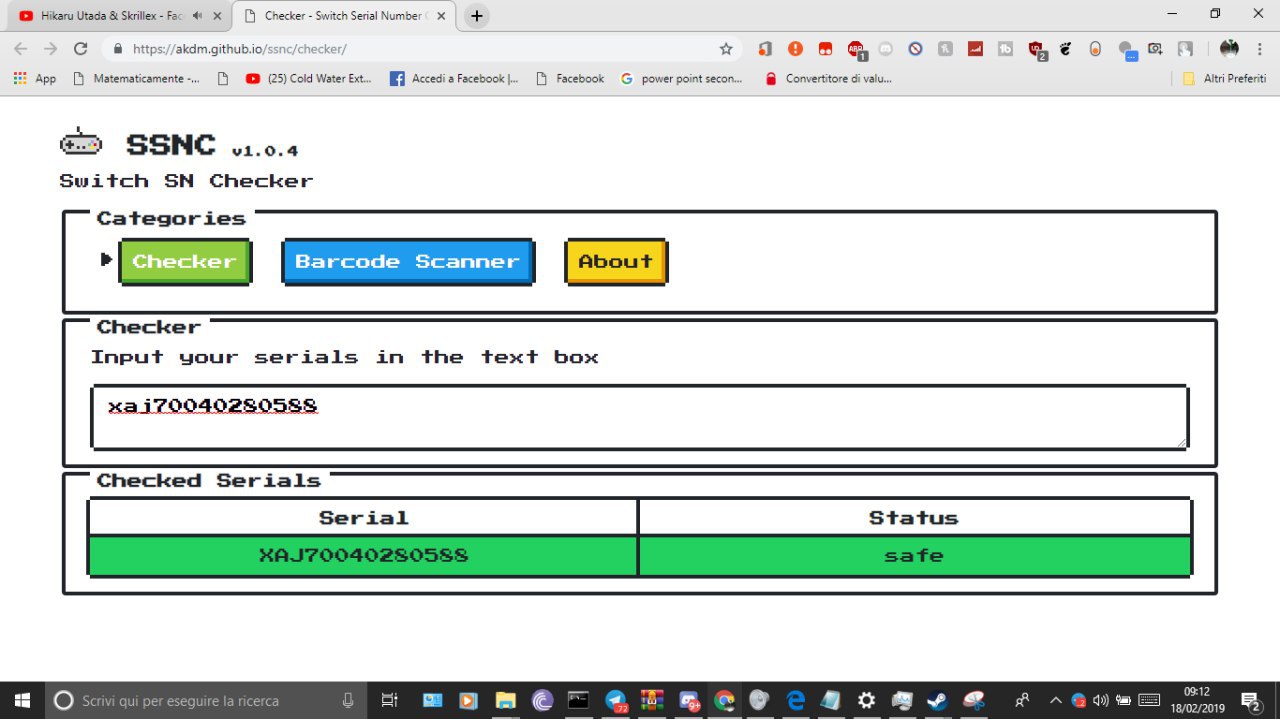 Hikaru Utada & Skrillex - Fac
Checker - Switch Serial Number C
https://akdm.github.io/ssnc/checker/
App
Matematicamente -...
(25) Cold Water Ext...
Accedi a Facebook |...
Facebook
power point secon...
Convertitore di valu...
Altri Preferiti
SSNC v1.0.4
Switch SN Checker
Categories
Checker
Barcode Scanner
About
Checker
Input your serials in the text box
xaj70040280588
Checked Serials
Serial Status
XAJ70040280588 safe
Scrivi qui per eseguire la ricerca
09:12
18/02/2019